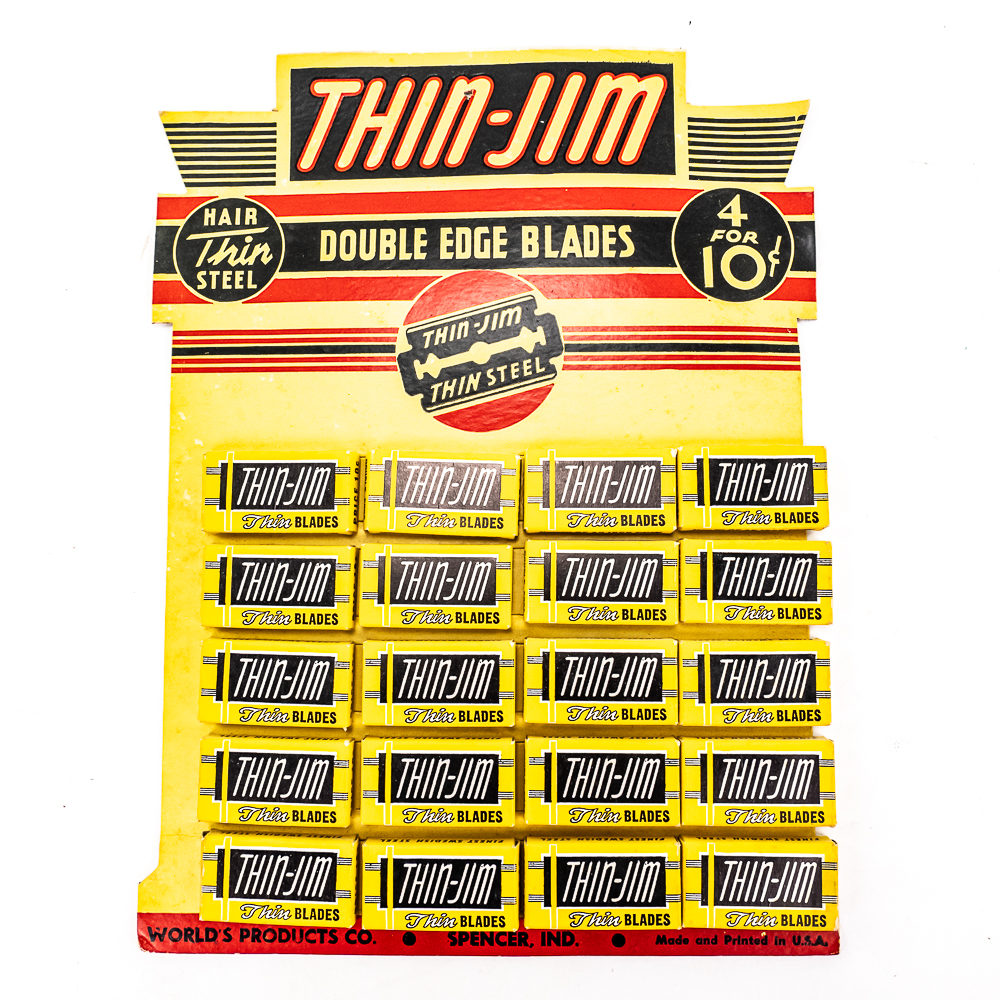 THIN-JIM
HAIR
Thin
STEEL
DOUBLE EDGE BLADES
4
FOR
10¢
THIN-JIM
THIN STEEL
THIN-JIM
Thin BLADES
THIN-JIM
Thin BLADES
THIN-JIM
Thin BLADES
THIN-JIM
Thin BLADES
THIN-JIM
Thin BLADES
THIN-JIM
Thin BLADES
THIN-JIM
Thin BLADES
THIN-JIM
Thin BLADES
THIN-JIM
Thin BLADES
THIN-JIM
Thin BLADES
THIN-JIM
Thin BLADES
THIN-JIM
Thin BLADES
THIN-JIM
Thin BLADES
THIN-JIM
Thin BLADES
THIN-JIM
Thin BLADES
THIN-JIM
Thin BLADES
THIN-JIM
Thin BLADES
THIN-JIM
Thin BLADES
THIN-JIM
Thin BLADES
THIN-JIM
Thin BLADES
WORLD'S PRODUCTS CO. • SPENCER, IND. • Made and Printed in U.S.A.